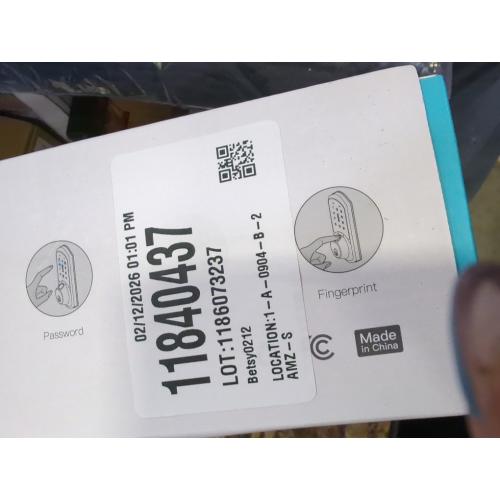 02/12/2026 01:01 PM
11840437
LOT:1186073237
Betsy0212
LOCATION:1-A-0904-B-2
AMZ-S
Password
Fingerprint
Made
in China